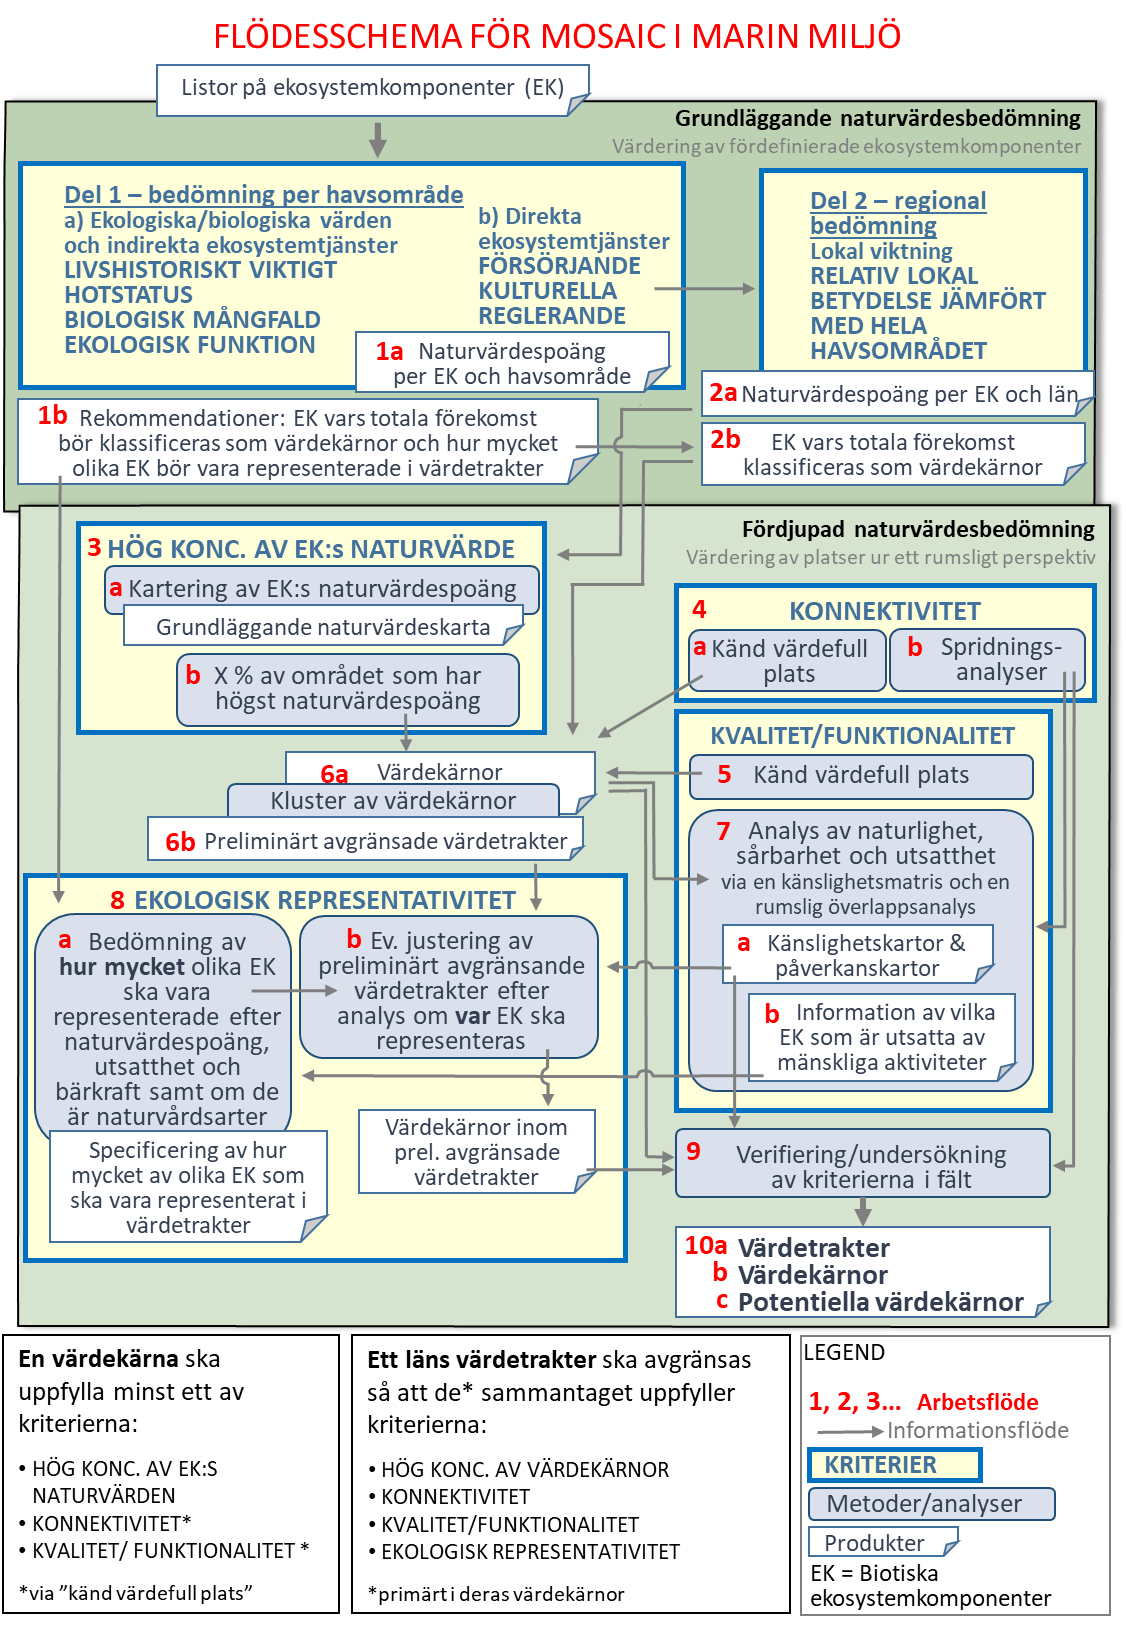 FLÖDESSCHEMA FÖR MOSAIC I MARIN MILJÖ
Listor på ekosystemkomponenter (EK)
Grundläggande naturvärdesbedömning
Värdering av fördefinierade ekosystemkomponenter
Del 1 – bedömning per havsområde
a) Ekologiska/biologiska värden
och indirekta ekosystemtjänster
LIVSHISTORISKT VIKTIGT
HOTSTATUS
BIOLOGISK MÅNGFALD
EKOLOGISK FUNKTION
b) Direkta
ekosystemtjänster
FÖRSÖRJANDE
KULTURELLA
REGLERANDE
1a Naturvärdespoäng
per EK och havsområde
Del 2 – regional
bedömning
Lokal viktning
RELATIV LOKAL
BETYDELSE JÄMFÖRT
MED HELA
HAVSOMRÅDET
2a Naturvärdespoäng per EK och län
1b Rekommendationer: EK vars totala förekomst
bör klassificeras som värdekärnor och hur mycket
olika EK bör vara representerade i värdetrakter
2b EK vars totala förekomst
klassificeras som värdekärnor
Fördjupad naturvärdesbedömning
Värdering av platser ur ett rumsligt perspektiv
3 HÖG KONC. AV EK:s NATURVÄRDE
a Kartering av EK:s naturvärdespoäng
Grundläggande naturvärdeskarta
b X % av området som har
högst naturvärdespoäng
4 KONNEKTIVITET
a Känd värdefull
plats
b Spridnings-
analyser
KVALITET/FUNKTIONALITET
5 Känd värdefull plats
6a Värdekärnor
Kluster av värdekärnor
6b Preliminärt avgränsade värdetrakter
7 Analys av naturlighet,
sårbarhet och utsatthet
via en känslighetsmatris och en
rumslig överlappsanalys
a Känslighetskartor &
påverkanskartor
b Information av vilka
EK som är utsatta av
mänskliga aktiviteter
8 EKOLOGISK REPRESENTATIVITET
a Bedömning av
hur mycket olika EK
ska vara
representerade efter
naturvärdespoäng,
utsatthet och
bärkraft samt om de
är naturvårdsarter
Specificering av hur
mycket av olika EK som
ska vara representerat i
värdetrakter
b Ev. justering av
preliminärt avgränsande
värdetrakter efter
analys om var EK ska
representeras
Värdekärnor inom
prel. avgränsade
värdetrakter
9 Verifiering/undersökning
av kriterierna i fält
10a Värdetrakter
b Värdekärnor
c Potentiella värdekärnor
En värdekärna ska
uppfylla minst ett av
kriterierna:
• HÖG KONC. AV EK:S
NATURVÄRDEN
• KONNEKTIVITET*
• KVALITET/ FUNKTIONALITET *
*via ”känd värdefull plats”
Ett läns värdetrakter ska avgränsas
så att de* sammantaget uppfyller
kriterierna:
• HÖG KONC. AV VÄRDEKÄRNOR
• KONNEKTIVITET
• KVALITET/FUNKTIONALITET
• EKOLOGISK REPRESENTATIVITET
*primärt i deras värdekärnor
LEGEND
1, 2, 3... Arbetsflöde
Informationsflöde
KRITERIER
Metoder/analyser
Produkter
EK = Biotiska
ekosystemkomponenter